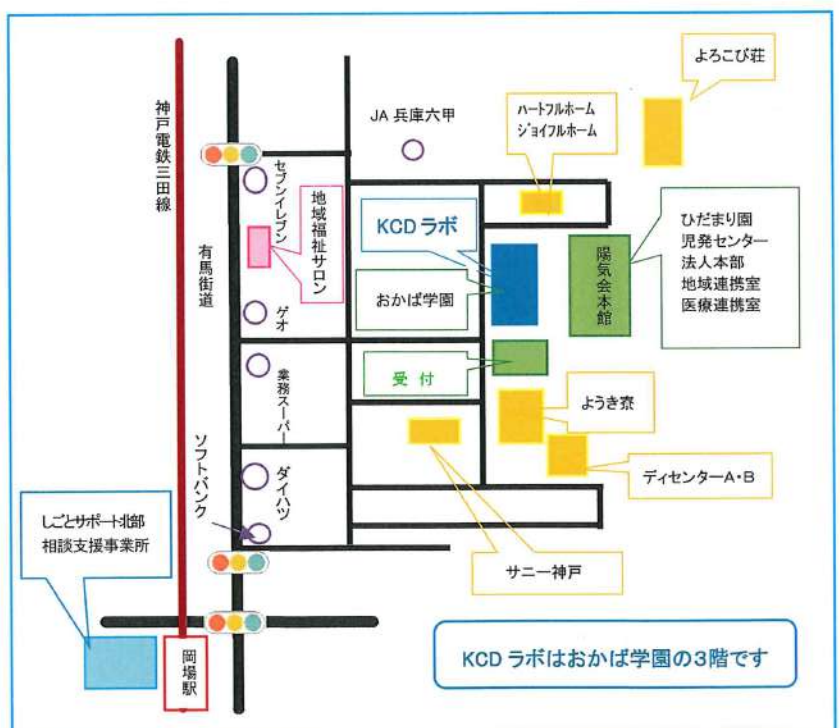 よろこび荘
神戸電鉄三田線
JA 兵庫六甲
ハートフルホーム
ジョイフルホーム
セブンイレブン
地域福祉サロン
KCD ラボ
ひだまり園
児発センター
法人本部
地域連携室
医療連携室
陽気会本館
有馬街道
おかば学園
ゲオ
受 付
業務スーパー
ようき寮
ソフトバンク
ダイハツ
ディセンターA・B
しごとサポート北部
相談支援事業所
サニー神戸
岡場駅
KCD ラボはおかば学園の3階です